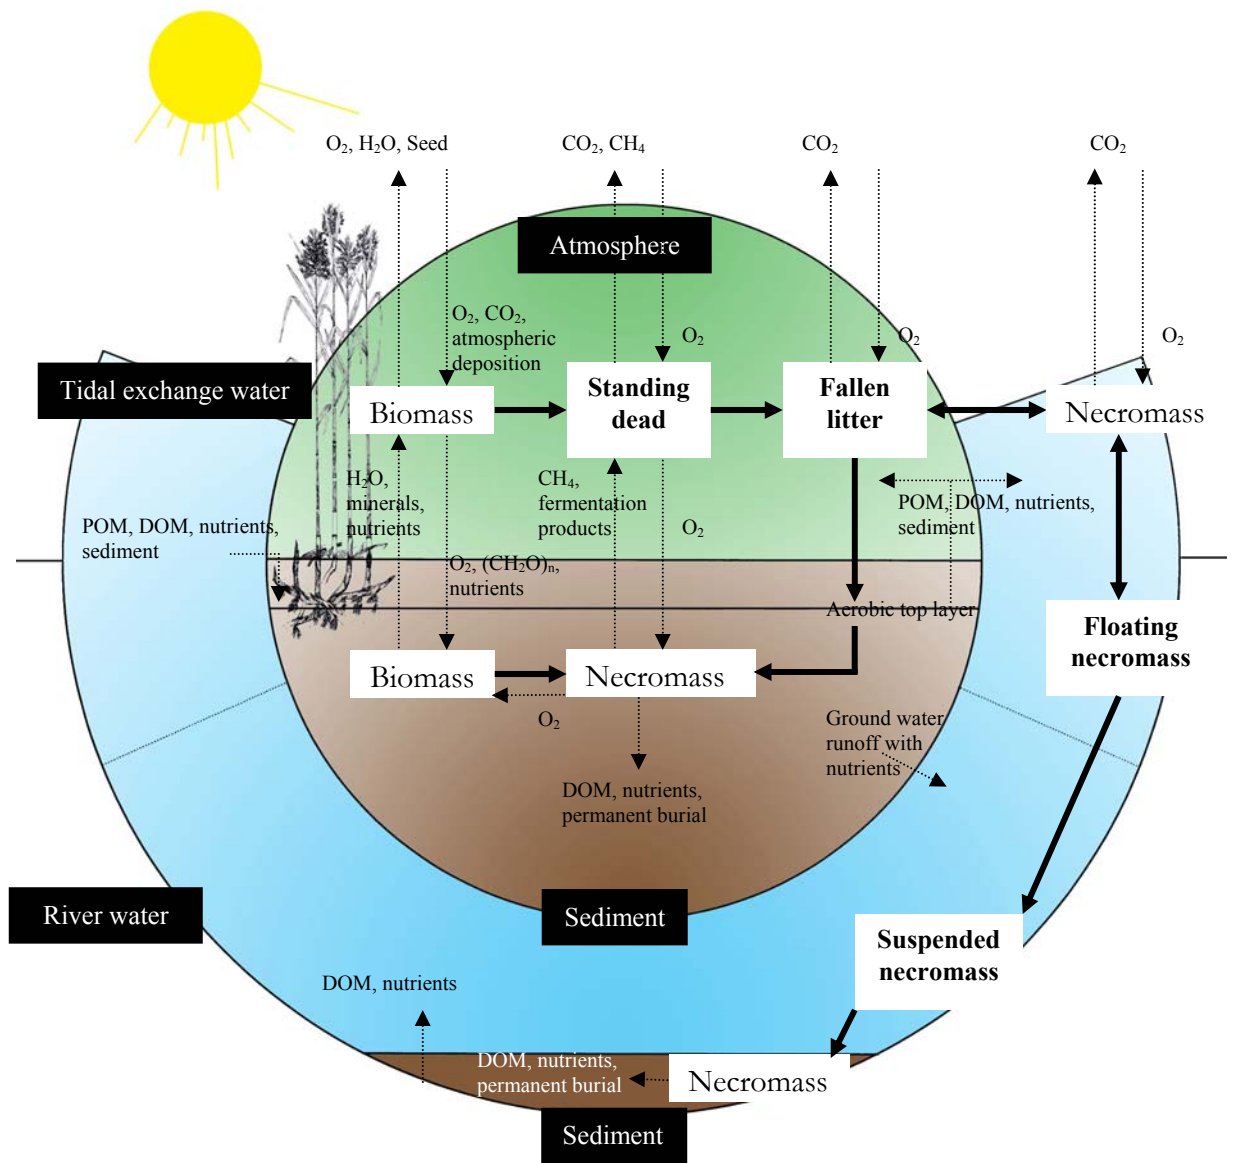 O₂, H₂O, Seed
CO₂, CH₄
CO₂
CO₂
Atmosphere
O₂, CO₂,
atmospheric
deposition
O₂
O₂
O₂
Tidal exchange water
Biomass
Standing
dead
Fallen
litter
Necromass
H₂O,
minerals,
nutrients
CH₄,
fermentation
products
O₂
POM, DOM, nutrients,
sediment
POM, DOM, nutrients,
sediment
O₂, (CH₂O)ₙ,
nutrients
Aerobic top layer
Floating
necromass
Biomass
Necromass
O₂
Ground water
runoff with
nutrients
DOM, nutrients,
permanent burial
River water
Sediment
Suspended
necromass
DOM, nutrients
DOM, nutrients,
permanent burial
Necromass
Sediment